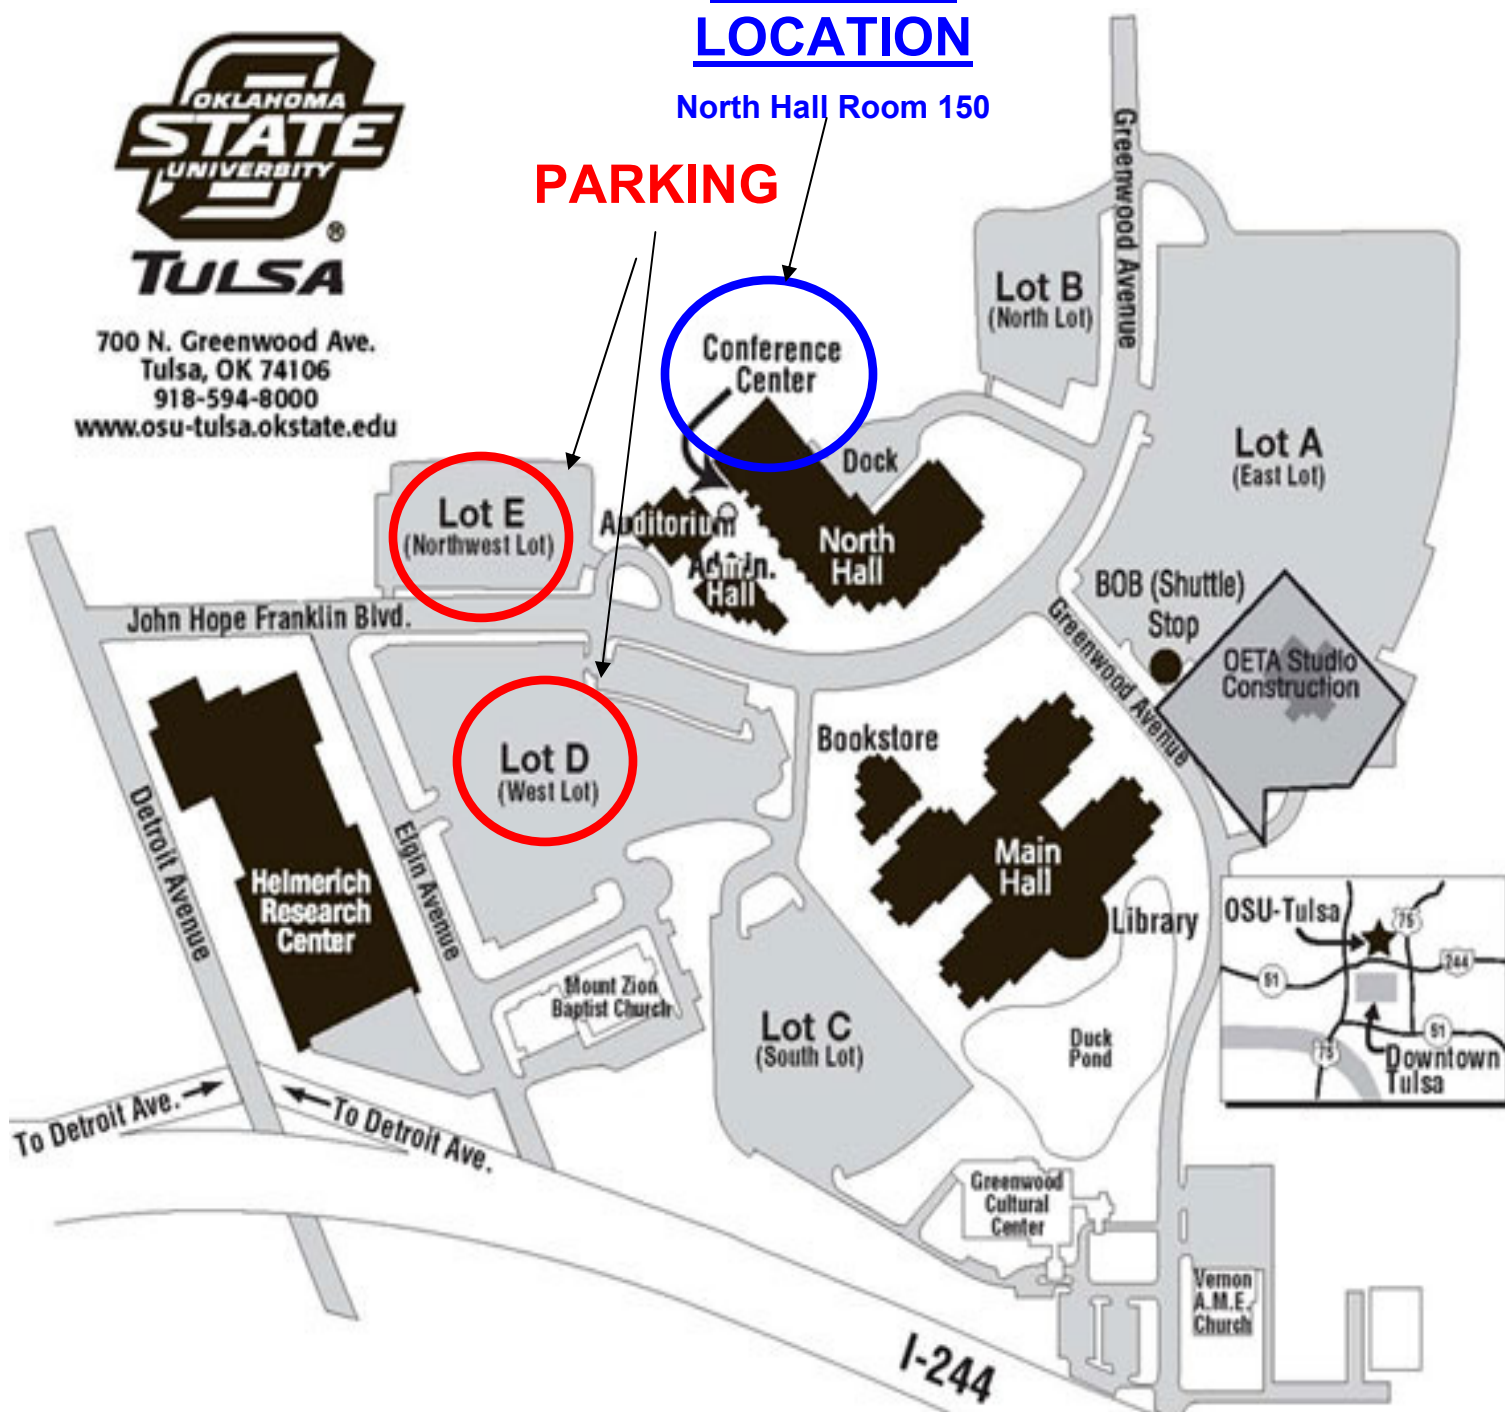 LOCATION
North Hall Room 150
PARKING
OKLAHOMA
STATE
UNIVERSITY
®
TULSA
700 N. Greenwood Ave.
Tulsa, OK 74106
918-594-8000
www.osu-tulsa.okstate.edu
Greenwood Avenue
Lot B
(North Lot)
Conference
Center
Dock
Lot A
(East Lot)
Lot E
(Northwest Lot)
Auditorium
North
Hall
Admin.
Hall
BOB (Shuttle)
Stop
John Hope Franklin Blvd.
Greenwood Avenue
OETA Studio
Construction
Lot D
(West Lot)
Bookstore
Detroit Avenue
Elgin Avenue
Main
Hall
Helmerich
Research
Center
Library
OSU-Tulsa
75
244
51
51
75
Downtown
Tulsa
Mount Zion
Baptist Church
Lot C
(South Lot)
Duck
Pond
To Detroit Ave.
To Detroit Ave.
Greenwood
Cultural
Center
Vernon
A.M.E.
Church
I-244